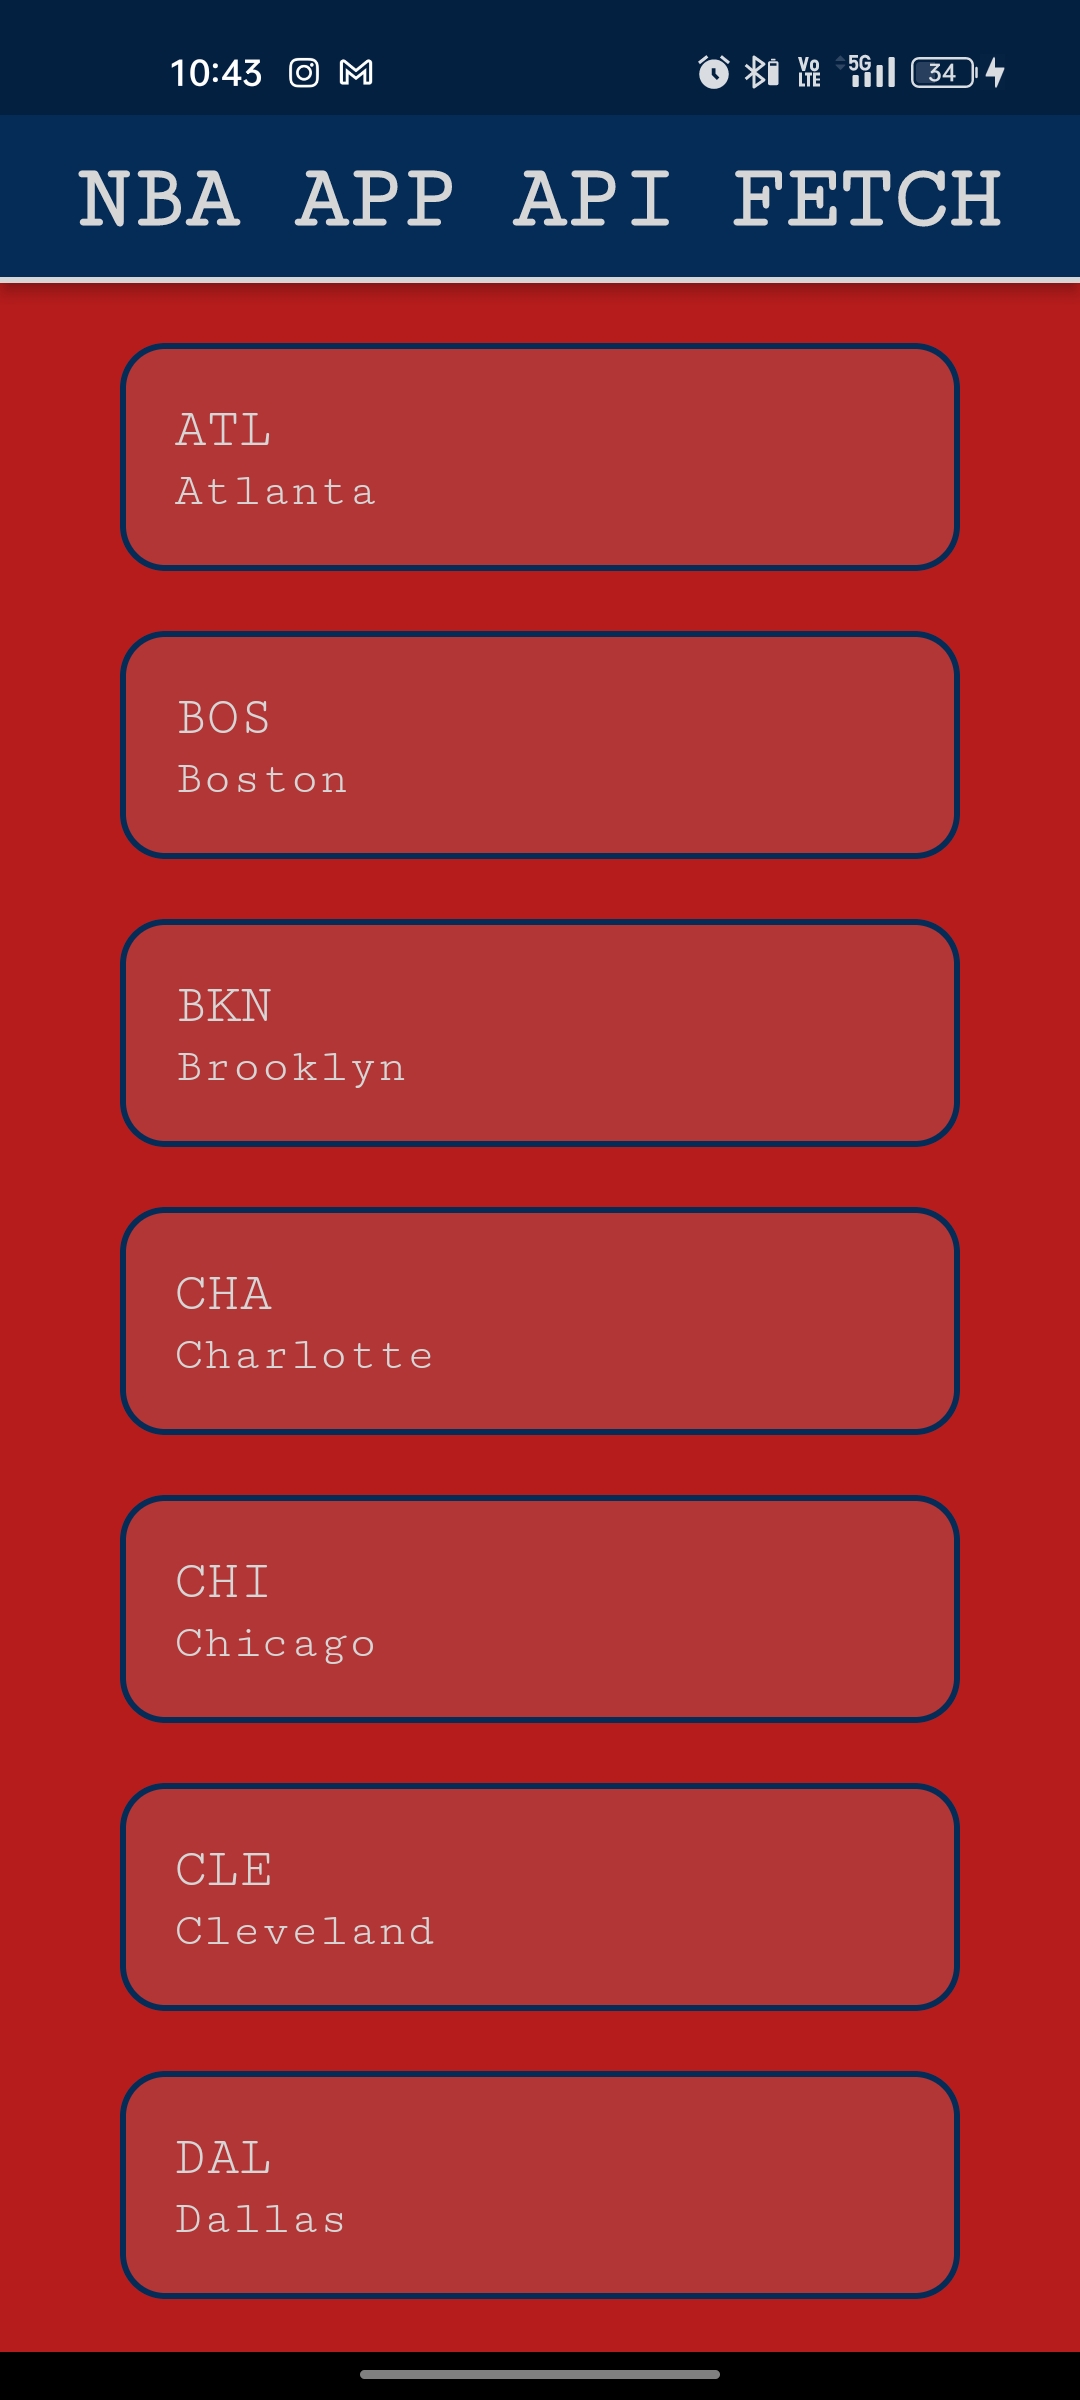 10:43 Vo LTE 5G 34
NBA APP API FETCH
ATL
Atlanta
BOS
Boston
BKN
Brooklyn
CHA
Charlotte
CHI
Chicago
CLE
Cleveland
DAL
Dallas